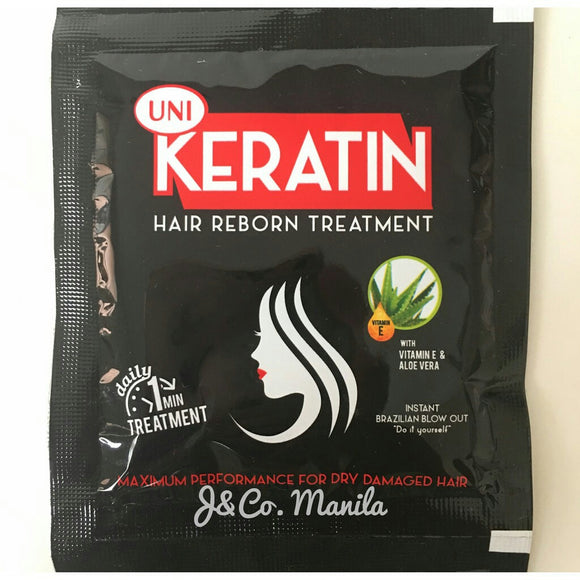 UNI
KERATIN
HAIR REBORN TREATMENT
VITAMIN
E
WITH
VITAMIN E &
ALOE VERA
daily
1 MIN
TREATMENT
INSTANT
BRAZILIAN BLOW OUT
"Do it yourself"
MAXIMUM PERFORMANCE FOR DRY DAMAGED HAIR
J&Co. Manila